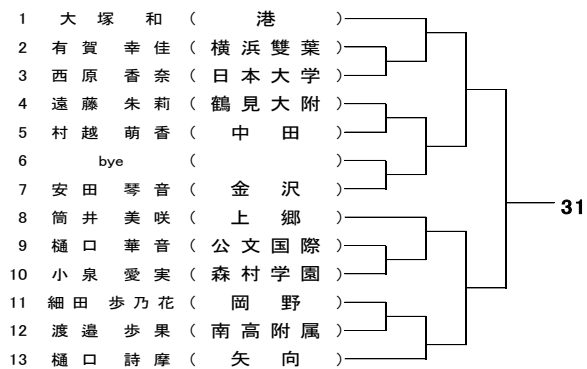 1 大塚 和 ( 港 )
2 有賀 幸佳 ( 横浜雙葉 )
3 西原 香奈 ( 日本大学 )
4 遠藤 朱莉 ( 鶴見大附 )
5 村越 萌香 ( 中田 )
6 bye ( )
7 安田 琴音 ( 金沢 )
31
8 筒井 美咲 ( 上郷 )
9 樋口 華音 ( 公文国際 )
10 小泉 愛実 ( 森村学園 )
11 細田 歩乃花 ( 岡野 )
12 渡邉 歩果 ( 南高附属 )
13 樋口 詩摩 ( 矢向 )